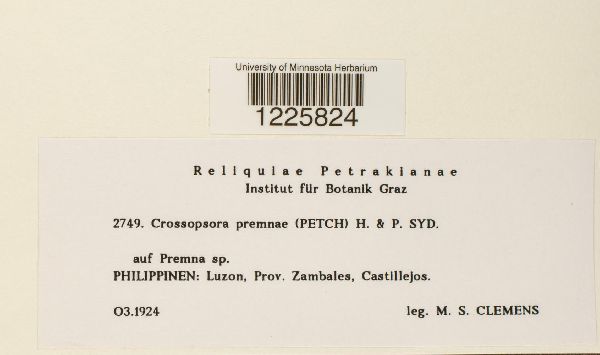 University of Minnesota Herbarium
1225824
Reliquiae Petrakianae
Institut für Botanik Graz
2749. Crossopsora premnae (PETCH) H. & P. SYD.
auf Premna sp.
PHILIPPINEN: Luzon, Prov. Zambales, Castillejos.
O3.1924 leg. M. S. CLEMENS